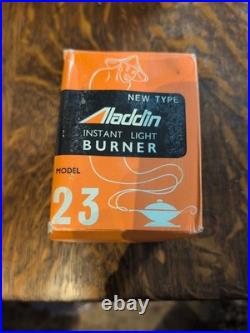 NEW TYPE
Aladdin
INSTANT LIGHT
BURNER
MODEL
23